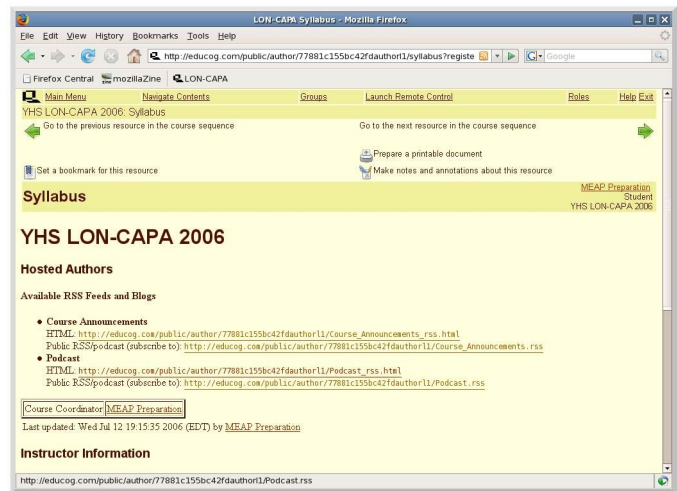 LON-CAPA Syllabus - Mozilla Firefox
File Edit View History Bookmarks Tools Help
http://educog.com/public/author/77881c155bc42fdauthorl1/syllabus?registe
Google
Firefox Central mozillaZine LON-CAPA
Main Menu Navigate Contents Groups Launch Remote Control Roles Help Exit
YHS LON-CAPA 2006: Syllabus
Go to the previous resource in the course sequence Go to the next resource in the course sequence
Prepare a printable document
Set a bookmark for this resource Make notes and annotations about this resource
Syllabus
MEAP Preparation
Student
YHS LON-CAPA 2006
YHS LON-CAPA 2006
Hosted Authors
Available RSS Feeds and Blogs
Course Announcements
HTML: http://educog.com/public/author/77881c155bc42fdauthorl1/Course_Announcements_rss.html
Public RSS/podcast (subscribe to): http://educog.com/public/author/77881c155bc42fdauthorl1/Course_Announcements.rss
Podcast
HTML: http://educog.com/public/author/77881c155bc42fdauthorl1/Podcast_rss.html
Public RSS/podcast (subscribe to): http://educog.com/public/author/77881c155bc42fdauthorl1/Podcast.rss
Course Coordinator MEAP Preparation
Last updated: Wed Jul 12 19:15:35 2006 (EDT) by MEAP Preparation
Instructor Information
http://educog.com/public/author/77881c155bc42fdauthorl1/Podcast.rss